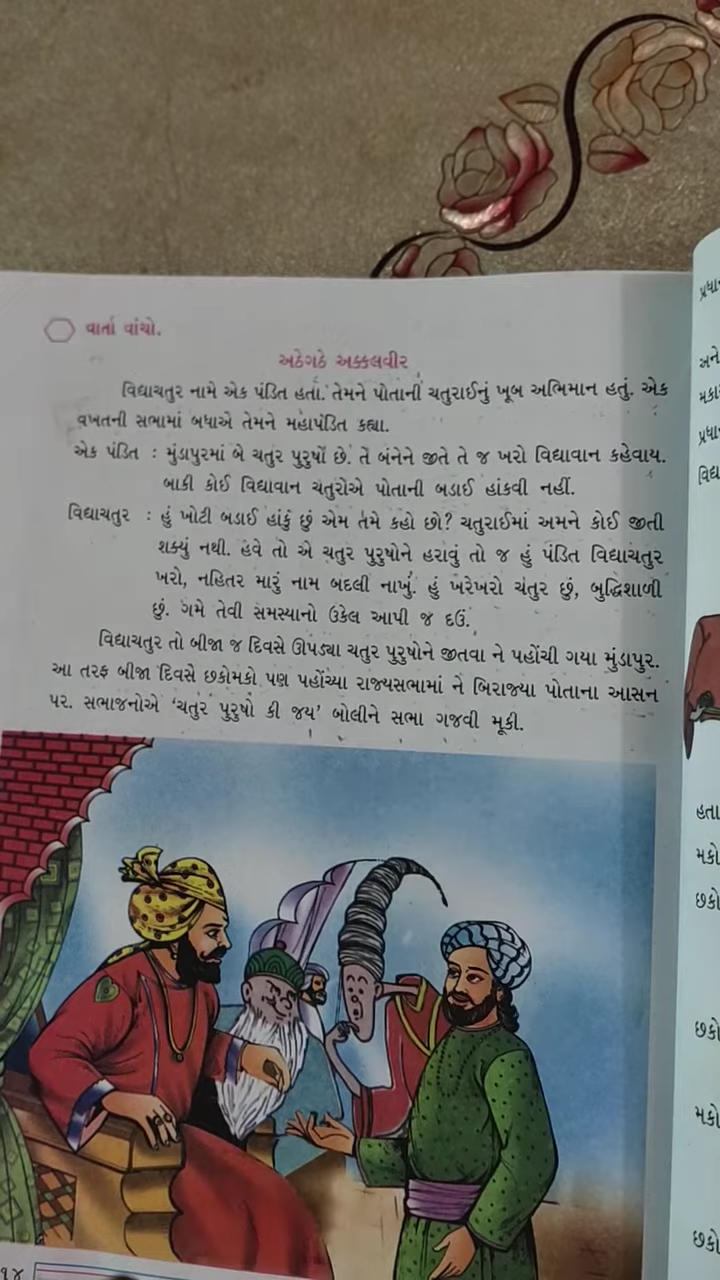 વાર્તા વાંચો.
અઠેગઠે અક્કલવીર
વિદ્યાચતુર નામે એક પંડિત હતા. તેમને પોતાની ચતુરાઈનું ખૂબ અભિમાન હતું. એક
વખતની સભામાં બધાએ તેમને મહાપંડિત કહ્યા.
એક પંડિત : મુંડાપુરમાં બે ચતુર પુરુષો છે. તે બંનેને જીતે તે જ ખરો વિદ્યાવાન કહેવાય.
બાકી કોઈ વિદ્યાવાન ચતુરોએ પોતાની બડાઈ હાંકવી નહીં.
વિદ્યાચતુર : હું ખોટી બડાઈ હાંકું છું એમ તમે કહો છો? ચતુરાઈમાં અમને કોઈ જીતી
શક્યું નથી. હવે તો એ ચતુર પુરુષોને હરાવું તો જ હું પંડિત વિદ્યાચતુર
ખરો, નહિતર મારું નામ બદલી નાખું. હું ખરેખરો ચતુર છું, બુદ્ધિશાળી
છું. ગમે તેવી સમસ્યાનો ઉકેલ આપી જ દઉં.
વિદ્યાચતુર તો બીજા જ દિવસે ઊપડ્યા ચતુર પુરુષોને જીતવા ને પહોંચી ગયા મુંડાપુર.
આ તરફ બીજા દિવસે છકોમકો પણ પહોંચ્યા રાજ્યસભામાં ને બિરાજ્યા પોતાના આસન
પર. સભાજનોએ ‘ચતુર પુરુષો કી જય’ બોલીને સભા ગજવી મૂકી.
૧૪
અને
હતા
મકો
છકો
છકો
મકો
છકો